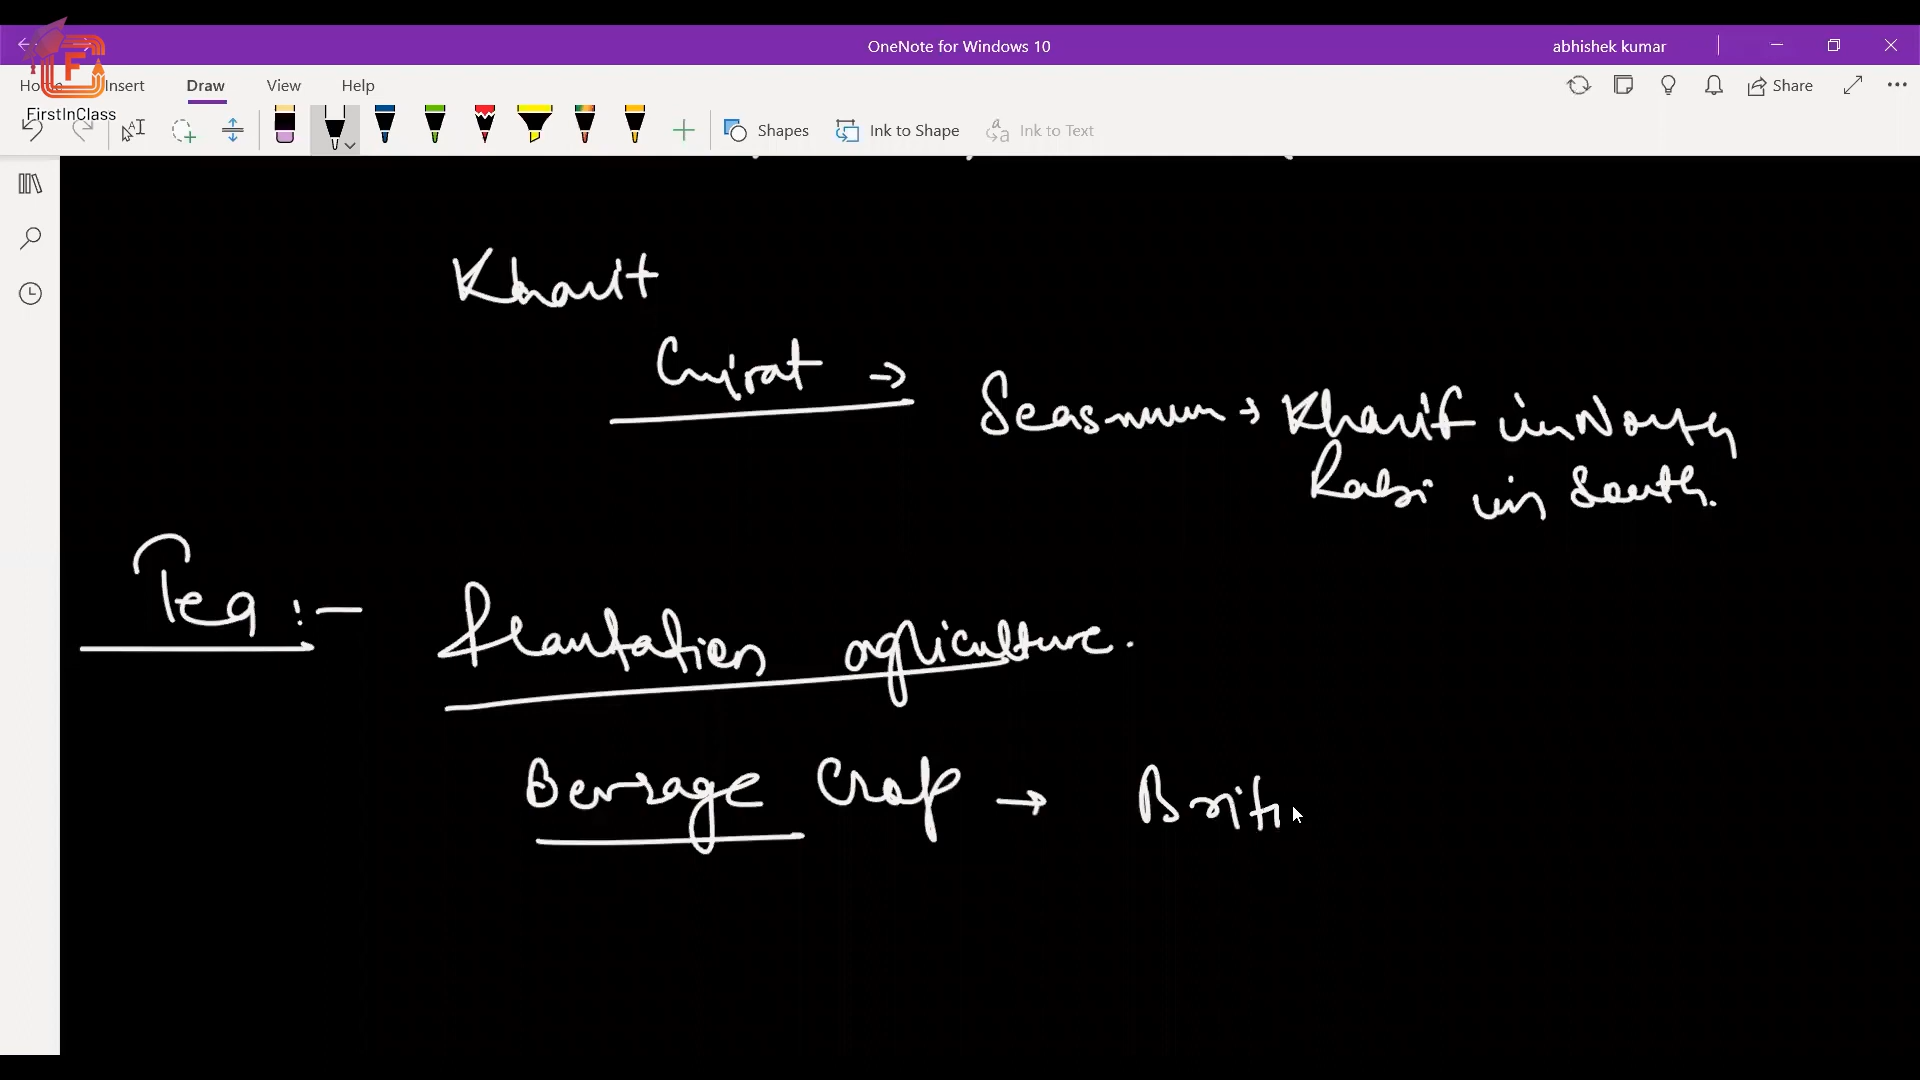 OneNote for Windows 10
abhishek kumar
Home Insert Draw View Help
Share
FirstInClass
Shapes Ink to Shape Ink to Text
Kharif
Gujrat →
Seasmum → Kharif in North
Rabi in South.
Tea :- Plantation agriculture.
Beverage Crop → Briti